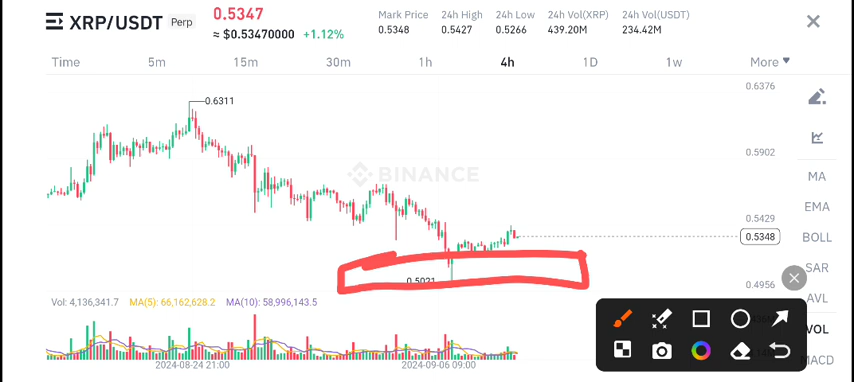 XRP/USDT Perp
0.5347
≈ $0.53470000 +1.12%
Mark Price 24h High 24h Low 24h Vol(XRP) 24h Vol(USDT)
0.5348 0.5427 0.5266 439.20M 234.42M
Time 5m 15m 30m 1h 4h 1D 1w More
0.6376
0.6311
0.5902
BINANCE
0.5429
0.5348
0.5021
0.4956
MA
EMA
BOLL
SAR
AVL
VOL
MACD
Vol: 4,136,341.7 MA(5): 66,162,628.2 MA(10): 58,996,143.5
2024-08-24 21:00 2024-09-06 09:00